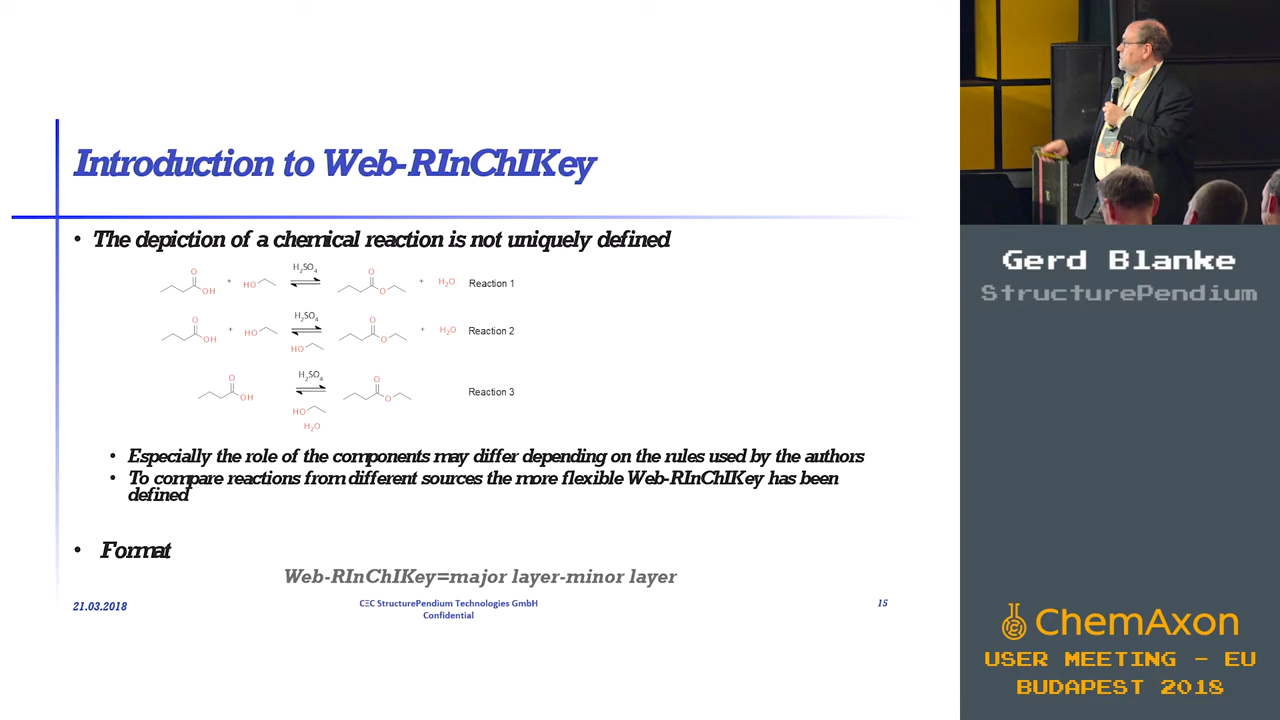 Introduction to Web-RInChIKey
• The depiction of a chemical reaction is not uniquely defined
O
OH
+
HO
H2SO4
O
O
+
H2O
Reaction 1
O
OH
+
HO
H2SO4
HO
O
O
+
H2O
Reaction 2
O
OH
H2SO4
HO
H2O
O
O
Reaction 3
• Especially the role of the components may differ depending on the rules used by the authors
• To compare reactions from different sources the more flexible Web-RInChIKey has been
defined
• Format
Web-RInChIKey=major layer-minor layer
21.03.2018
CΞC StructurePendium Technologies GmbH
Confidential
15
Gerd Blanke
StructurePendium
ChemAxon
USER MEETING - EU
BUDAPEST 2018